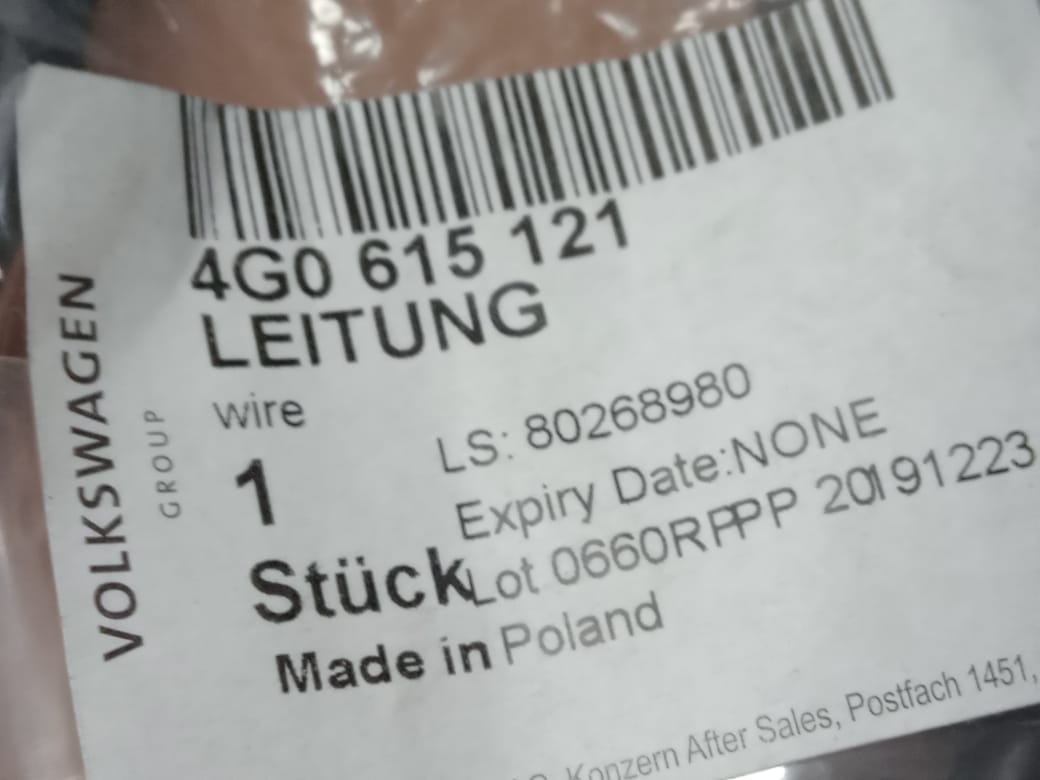 VOLKSWAGEN
GROUP
4G0 615 121
LEITUNG
wire
1
Stück
LS: 80268980
Expiry Date:NONE
Lot 0660RPPPP 20191223
Made in Poland
Konzern After Sales, Postfach 1451,